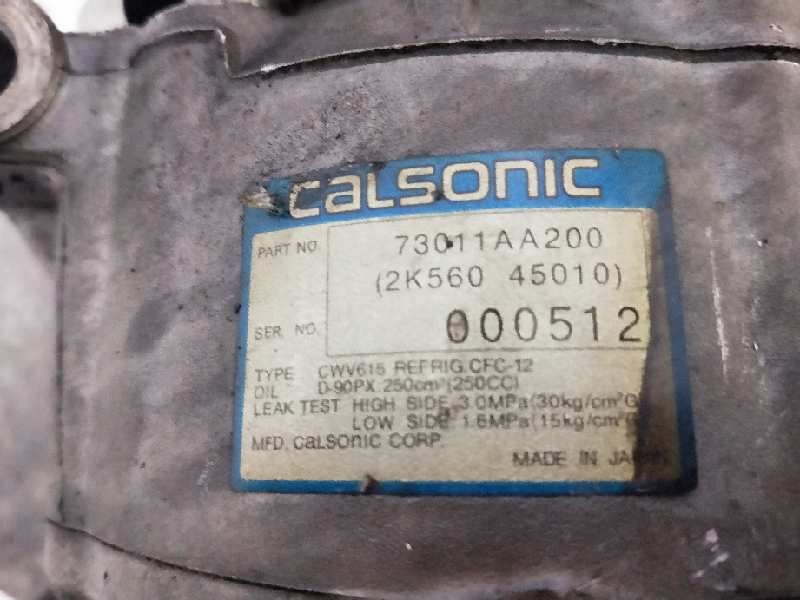 CALSONIC
PART NO. 73011AA200
(2K560 45010)
SER. NO. 000512
TYPE CWV615 REFRIG. CFC-12
OIL D-90PX: 250cm³(250CC)
LEAK TEST HIGH SIDE 3.0MPa(30kg/cm²G)
LOW SIDE 1.5MPa(15kg/cm²G)
MFD. CALSONIC CORP.
MADE IN JAPAN